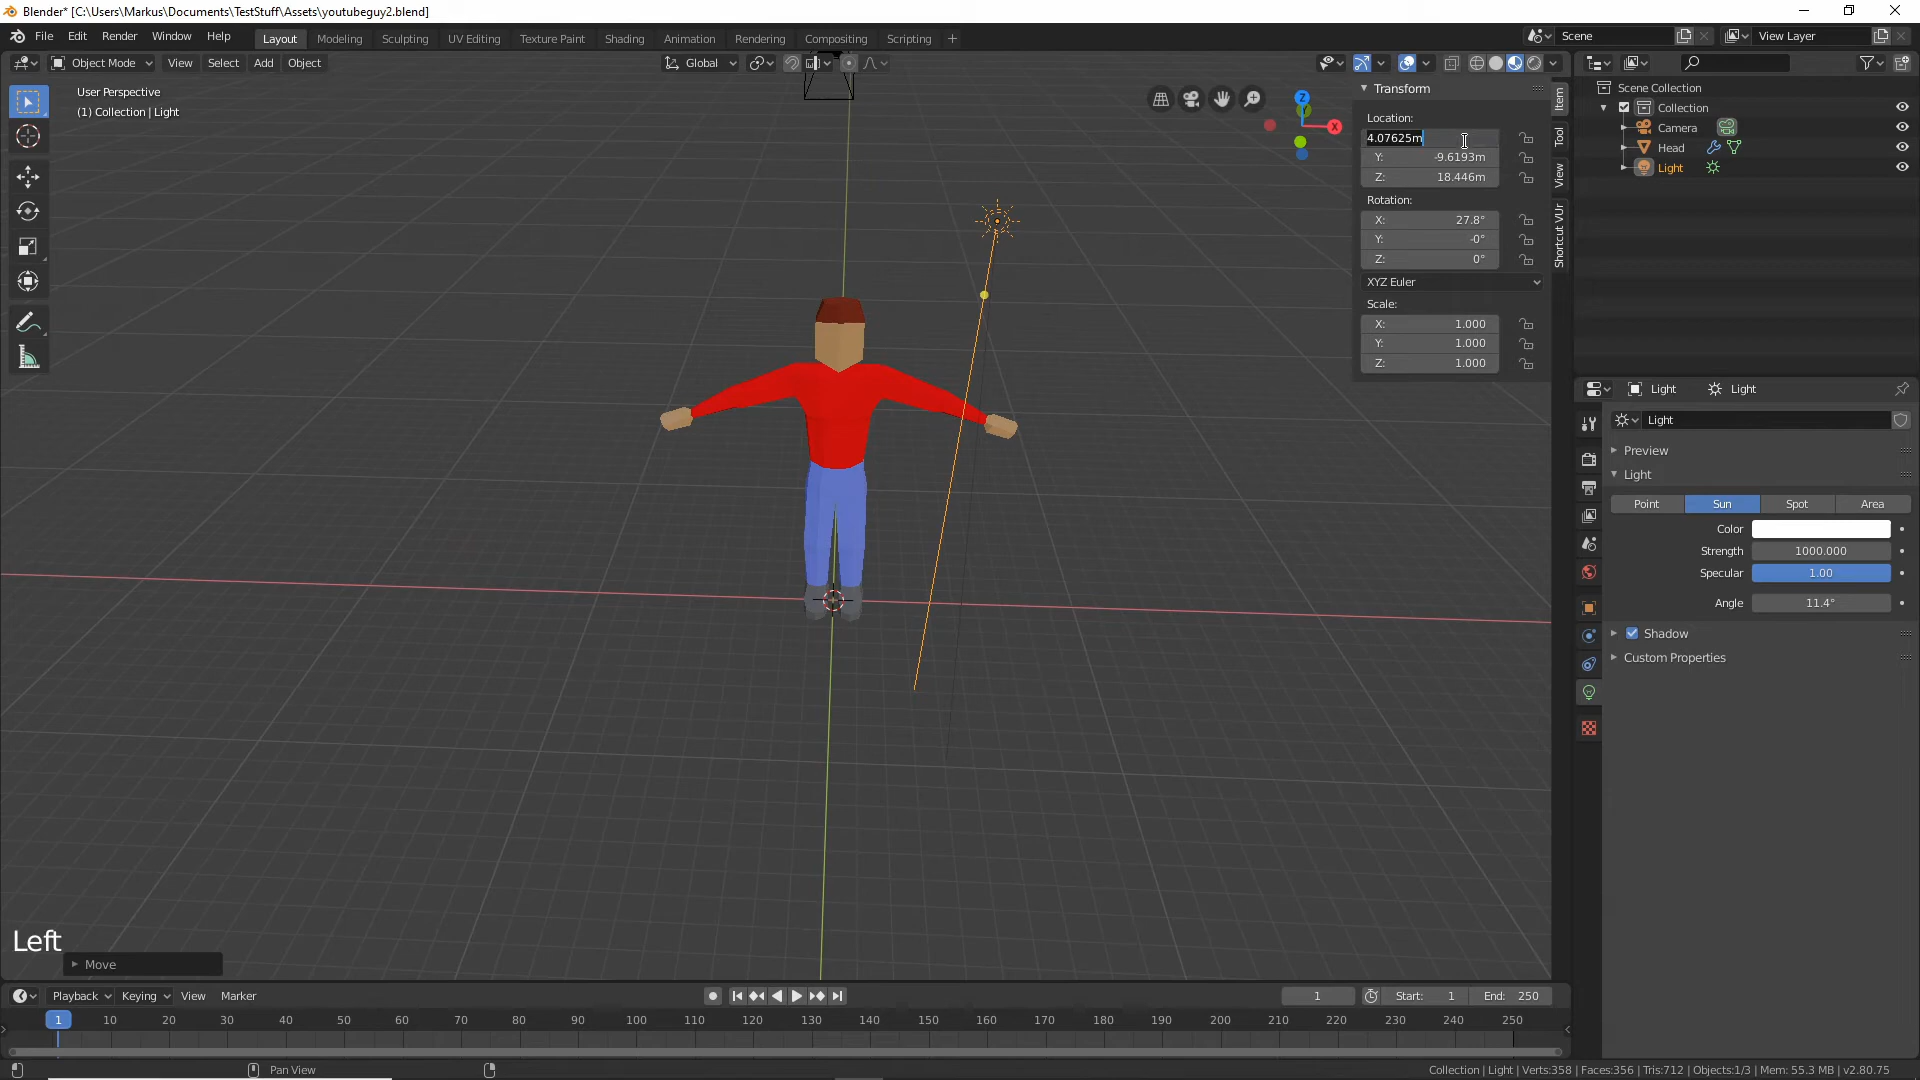 Blender* [C:\Users\Markus\Documents\TestStuff\Assets\youtubeguy2.blend]
File Edit Render Window Help
Layout Modeling Sculpting UV Editing Texture Paint Shading Animation Rendering Compositing Scripting +
Scene
View Layer
Object Mode View Select Add Object
Global
User Perspective
(1) Collection | Light
Z
X
Transform
Location:
4.07625m
Y: -9.6193m
Z: 18.446m
Rotation:
X: 27.8°
Y: -0°
Z: 0°
XYZ Euler
Scale:
X: 1.000
Y: 1.000
Z: 1.000
Item
Tool
View
Shortcut VUr
Scene Collection
Collection
Camera
Head
Light
Light Light
Light
Preview
Light
Point Sun Spot Area
Color
Strength 1000.000
Specular 1.00
Angle 11.4°
Shadow
Custom Properties
Left
Move
Playback Keying View Marker
1 Start: 1 End: 250
1 10 20 30 40 50 60 70 80 90 100 110 120 130 140 150 160 170 180 190 200 210 220 230 240 250
Pan View
Collection | Light | Verts:358 | Faces:356 | Tris:712 | Objects:1/3 | Mem: 55.3 MB | v2.80.75